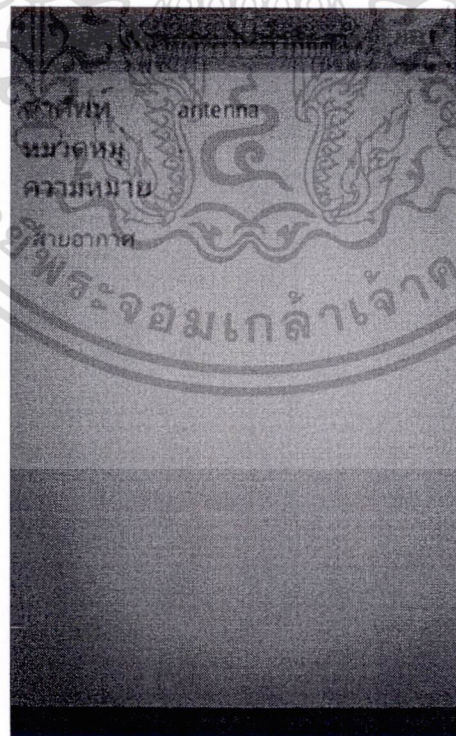 คำศัพท์ antenna
หมวดหมู่ :
ความหมาย
สายอากาศ
พระจอมเกล้าเจ้าค